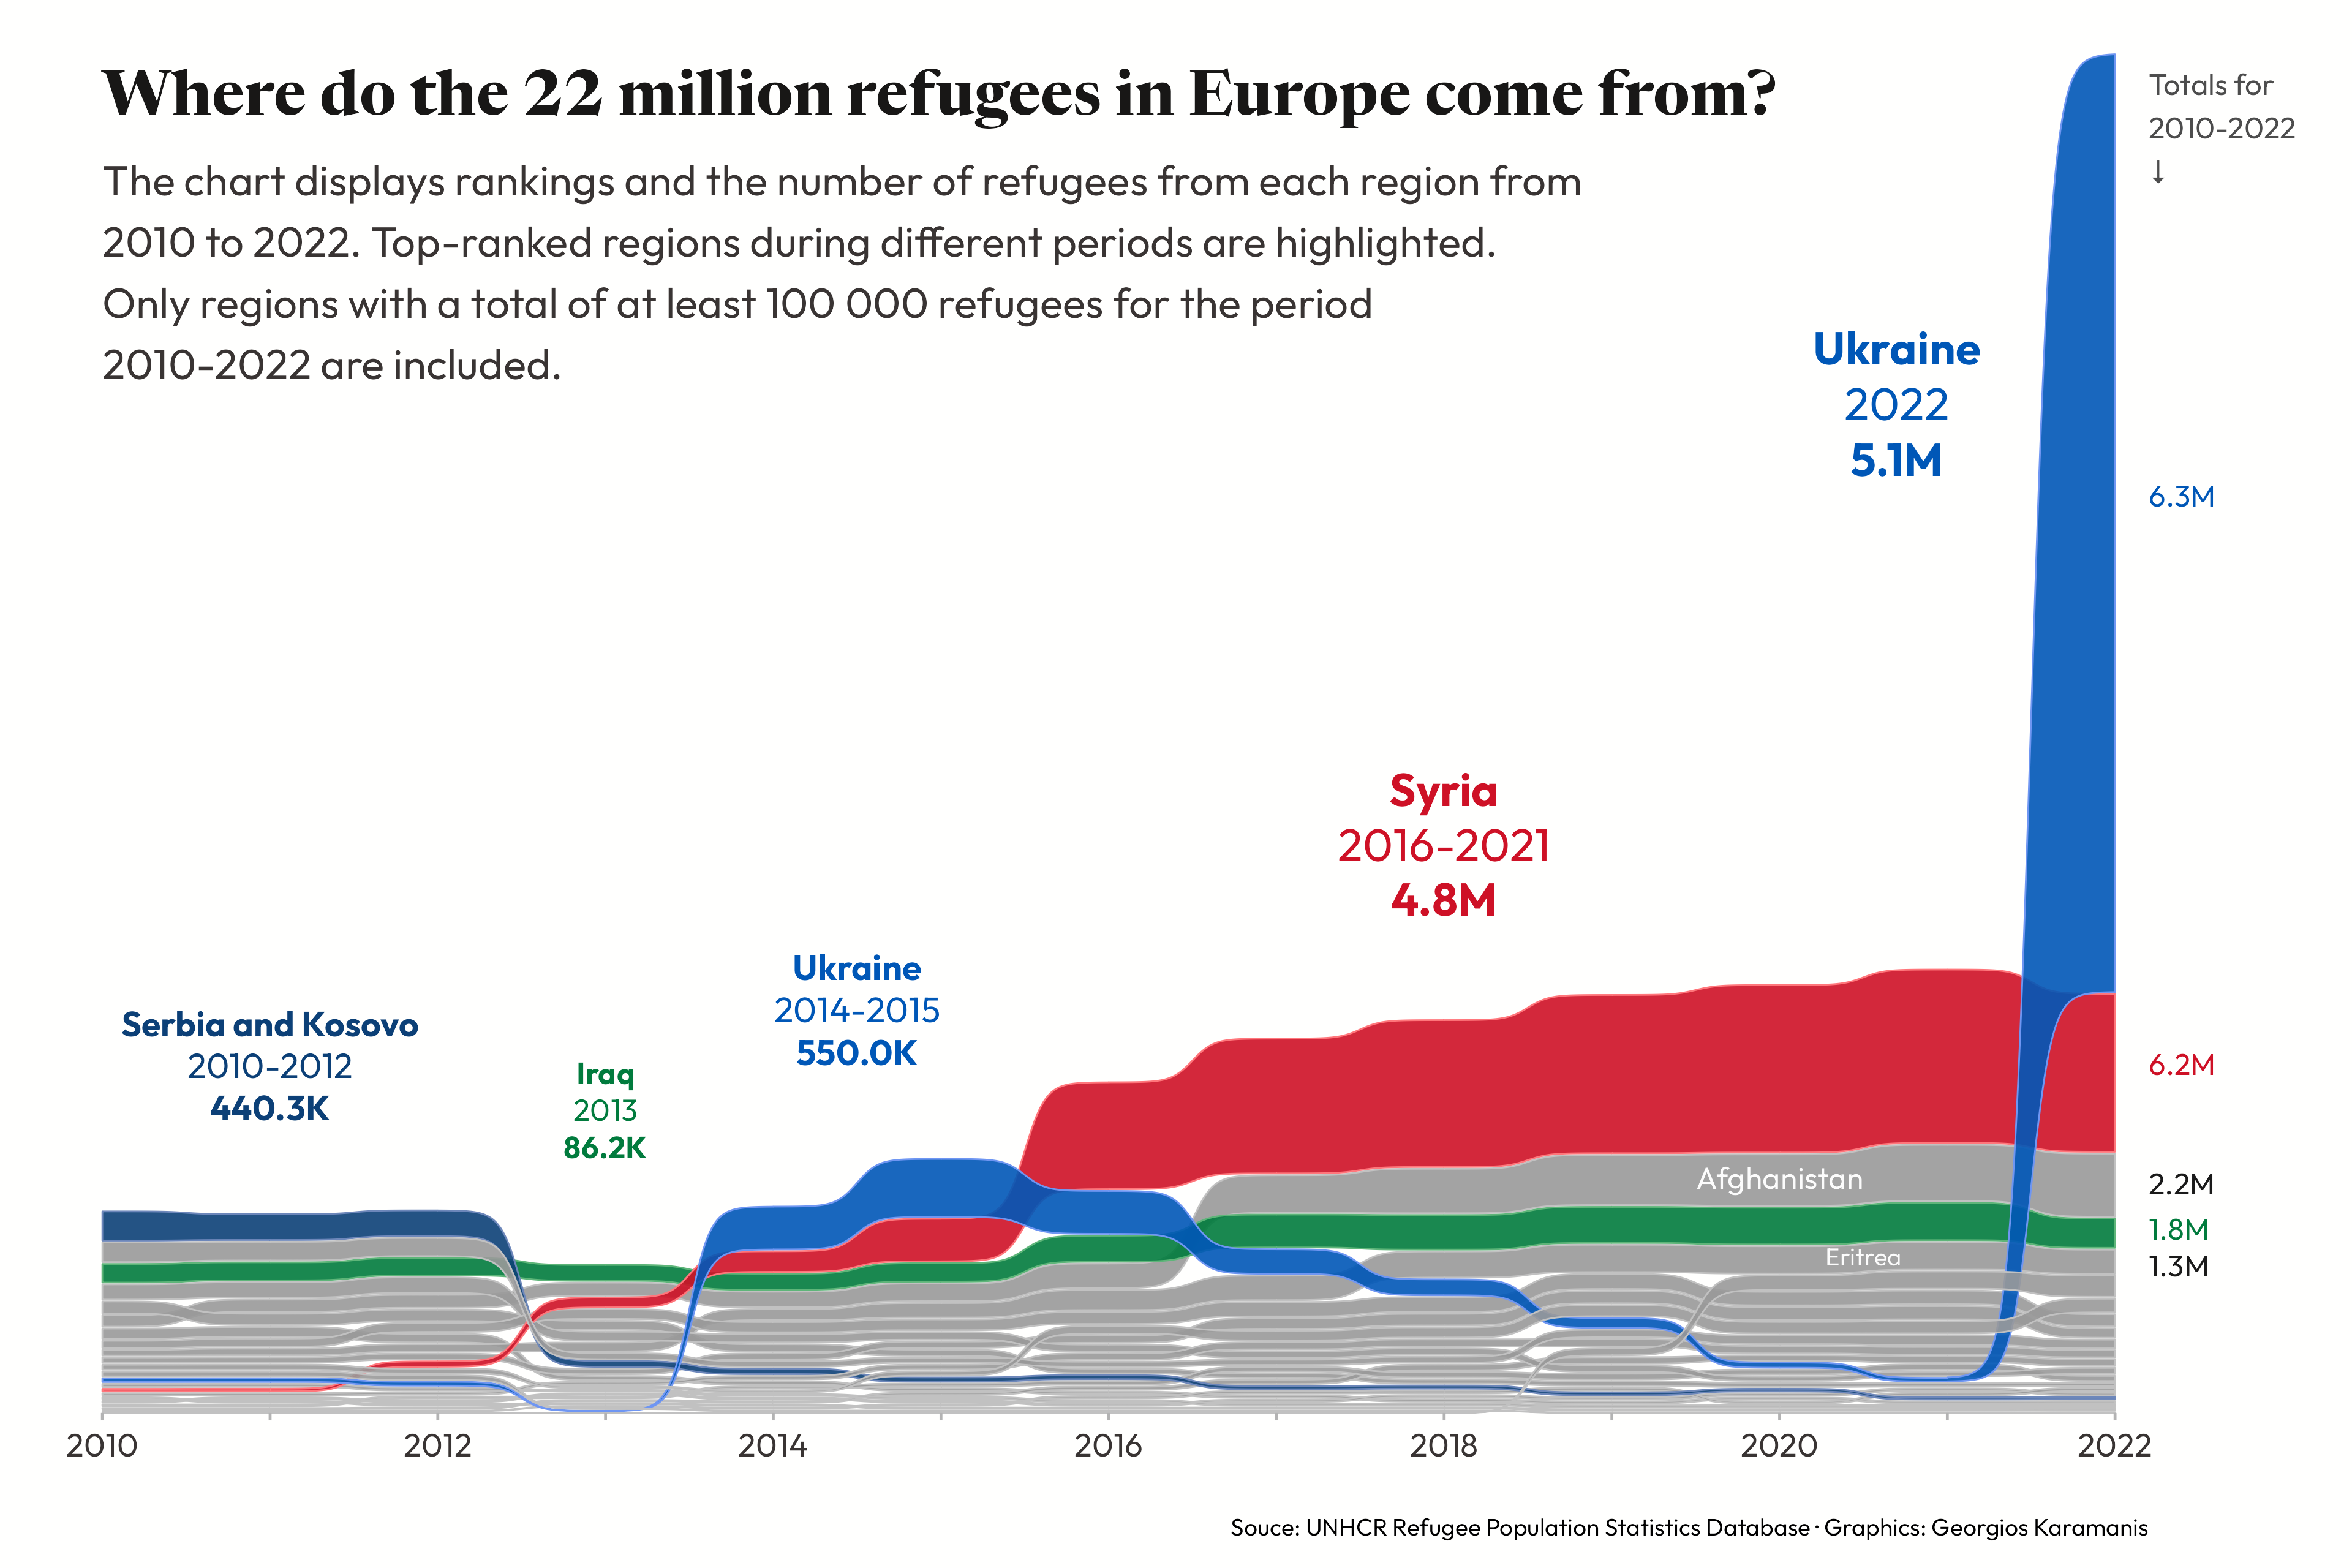 Where do the 22 million refugees in Europe come from?
The chart displays rankings and the number of refugees from each region from
2010 to 2022. Top-ranked regions during different periods are highlighted.
Only regions with a total of at least 100 000 refugees for the period
2010-2022 are included.
Totals for
2010-2022
↓
Ukraine
2022
5.1M
6.3M
Syria
2016-2021
4.8M
Ukraine
2014-2015
550.0K
Serbia and Kosovo
2010-2012
440.3K
Iraq
2013
86.2K
6.2M
Afghanistan
2.2M
1.8M
Eritrea
1.3M
2010
2012
2014
2016
2018
2020
2022
Souce: UNHCR Refugee Population Statistics Database · Graphics: Georgios Karamanis